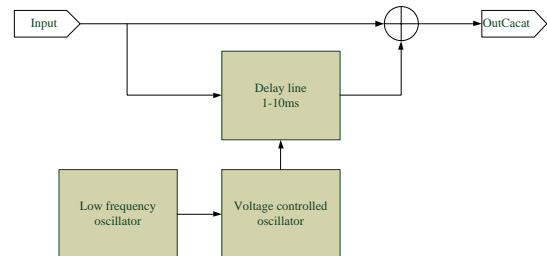 Input
OutCacat
Delay line
1-10ms
Low frequency
oscillator
Voltage controlled
oscillator